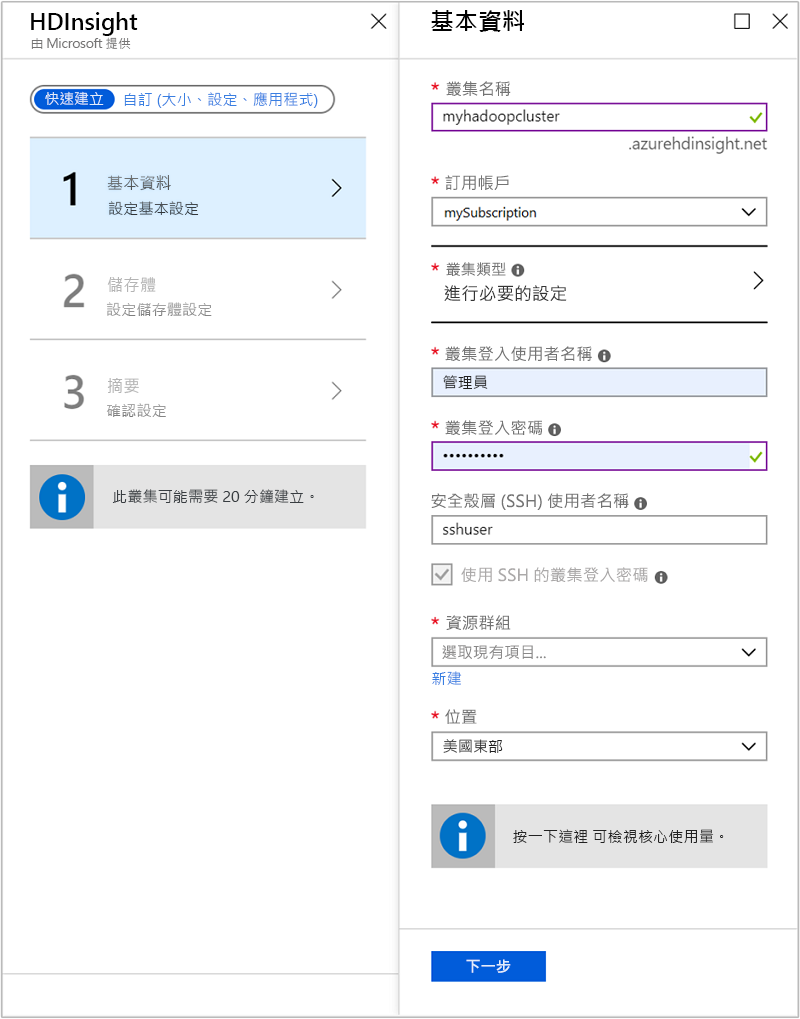 HDInsight
由 Microsoft 提供
快速建立 自訂 (大小、設定、應用程式)
1
基本資料
設定基本設定
2
儲存體
設定儲存體設定
3
摘要
確認設定
此叢集可能需要 20 分鐘建立。
基本資料
* 叢集名稱
myhadoopcluster
.azurehdinsight.net
* 訂用帳戶
mySubscription
* 叢集類型
進行必要的設定
* 叢集登入使用者名稱
管理員
* 叢集登入密碼
••••••••••
安全殼層 (SSH) 使用者名稱
sshuser
使用 SSH 的叢集登入密碼
* 資源群組
選取現有項目...
新建
* 位置
美國東部
按一下這裡 可檢視核心使用量。
下一步